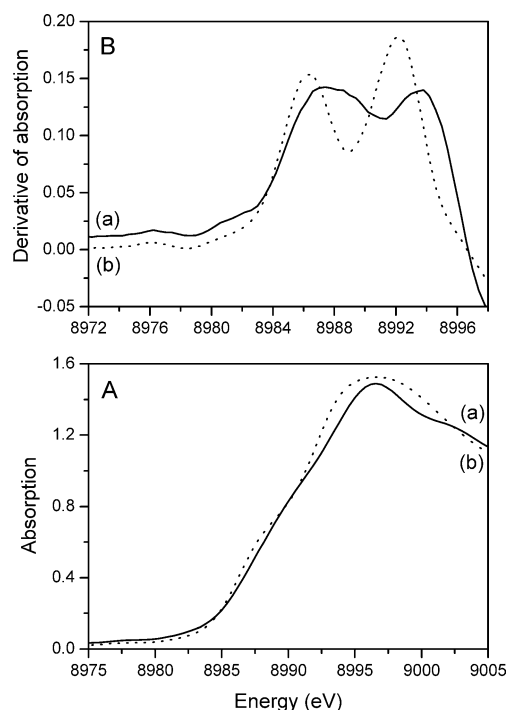 B
0.20
0.15
0.10
0.05
0.00
-0.05
Derivative of absorption
(a)
(b)
8972 8976 8980 8984 8988 8992 8996
A
1.6
1.2
0.8
0.4
0.0
Absorption
(a)
(b)
8975 8980 8985 8990 8995 9000 9005
Energy (eV)